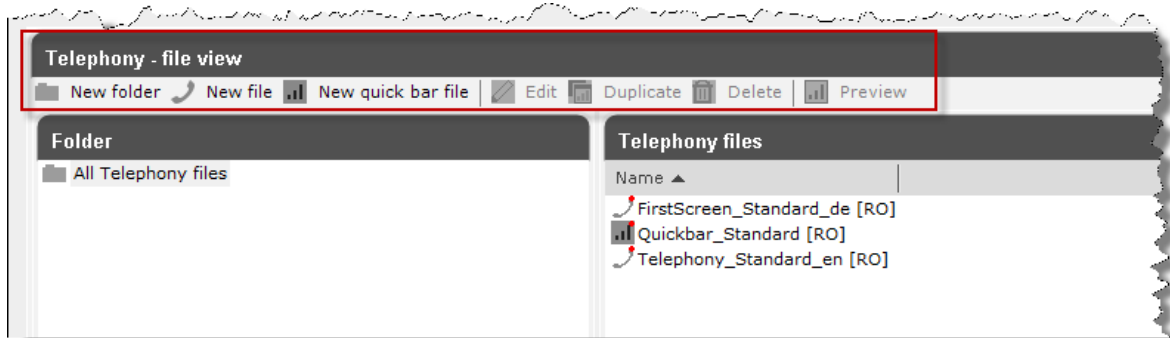 Telephony - file view
New folder New file New quick bar file Edit Duplicate Delete Preview
Folder
All Telephony files
Telephony files
Name
FirstScreen_Standard_de [RO]
Quickbar_Standard [RO]
Telephony_Standard_en [RO]